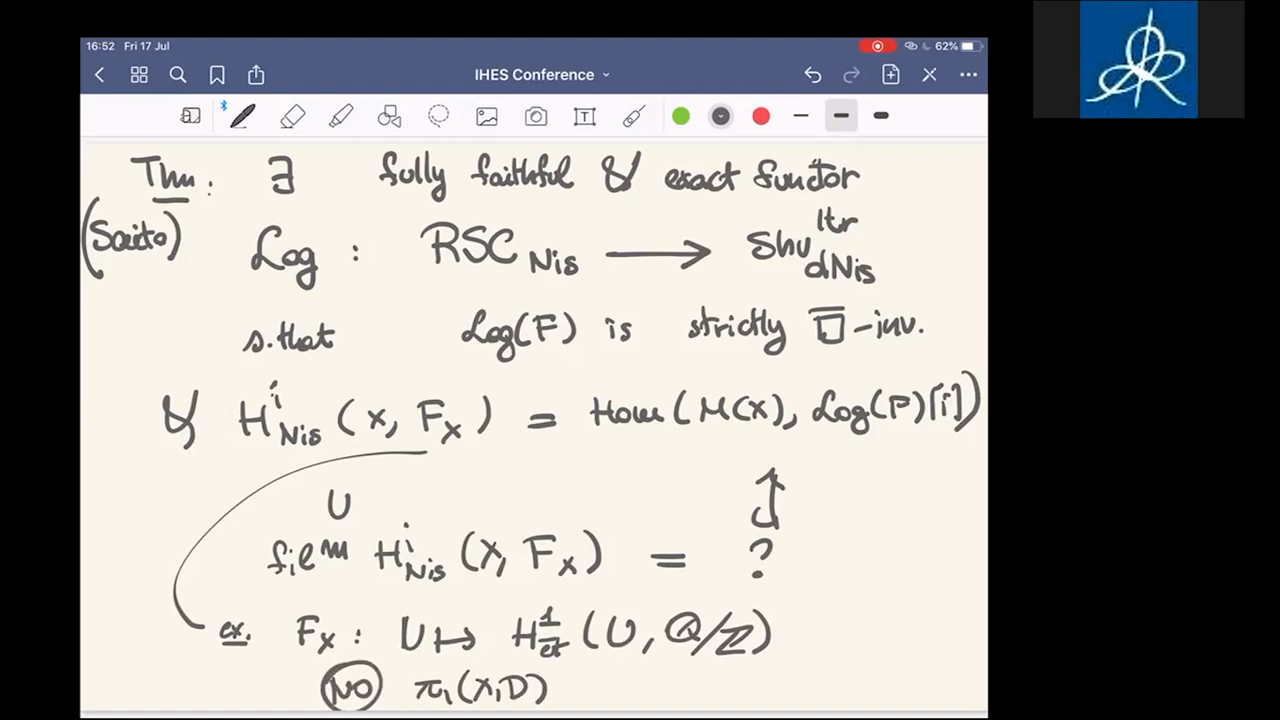 16:52 Fri 17 Jul
62%
IHES Conference
Thm: ∃ fully faithful & exact functor
(Saito) Log : RSC_Nis ⟶ Shv^ltr_dNis
s.that Log(F) is strictly □̅-inv.
& H^i_Nis (X, F_X) = Hom (M(X), Log(F)[i])
∪ ↑
fil^m H^i_Nis (X, F_X) = ?
ex. F_X : U ↦ H^1_et (U, ℚ/ℤ)
NO π_1(X,D)